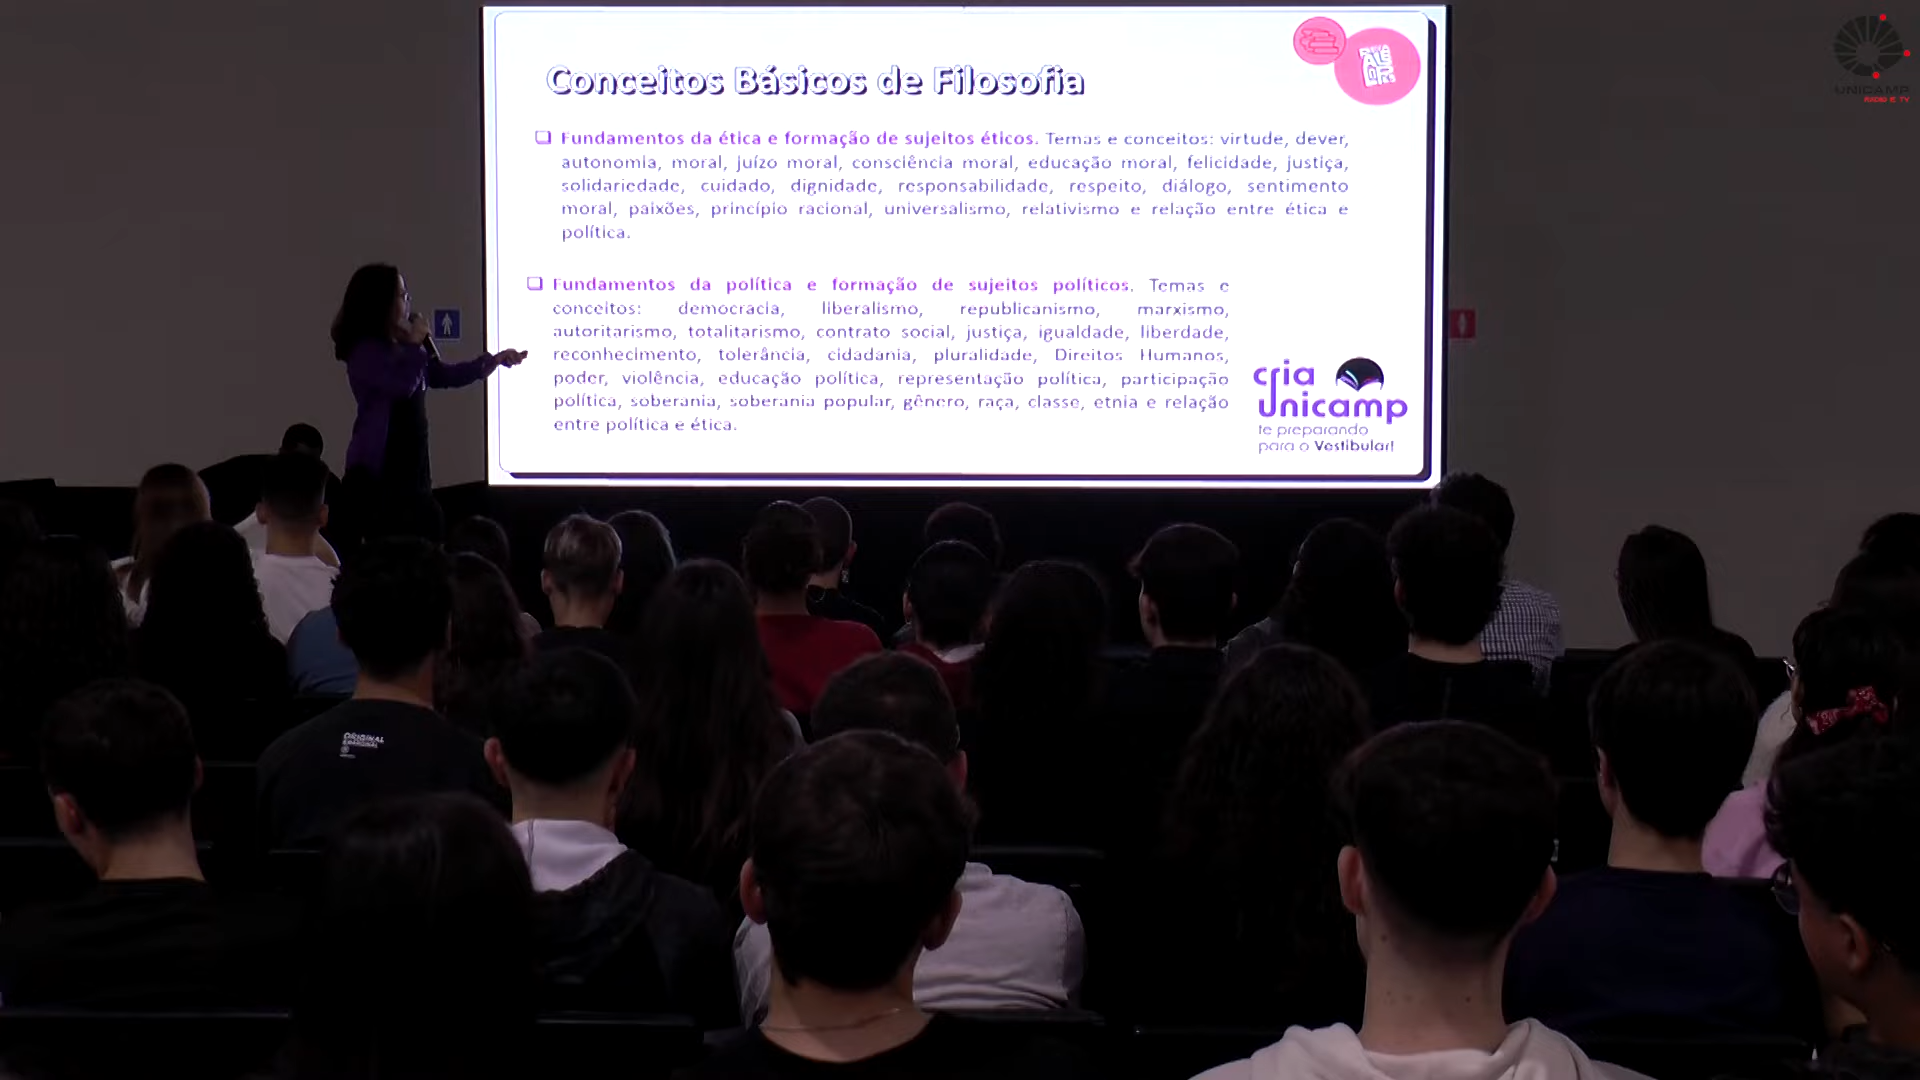 Conceitos Básicos de Filosofia
Fundamentos da ética e formação de sujeitos éticos. Temas e conceitos: virtude, dever,
autonomia, moral, juízo moral, consciência moral, educação moral, felicidade, justiça,
solidariedade, cuidado, dignidade, responsabilidade, respeito, diálogo, sentimento
moral, paixões, princípio racional, universalismo, relativismo e relação entre ética e
política.
Fundamentos da política e formação de sujeitos políticos. Temas e
conceitos: democracia, liberalismo, republicanismo, marxismo,
autoritarismo, totalitarismo, contrato social, justiça, igualdade, liberdade,
reconhecimento, tolerância, cidadania, pluralidade, Direitos Humanos,
poder, violência, educação política, representação política, participação
política, soberania, soberania popular, gênero, raça, classe, etnia e relação
entre política e ética.
cria
unicamp
te preparando
para o Vestibular!
UNICAMP
RÁDIO E TV
ORIGINAL